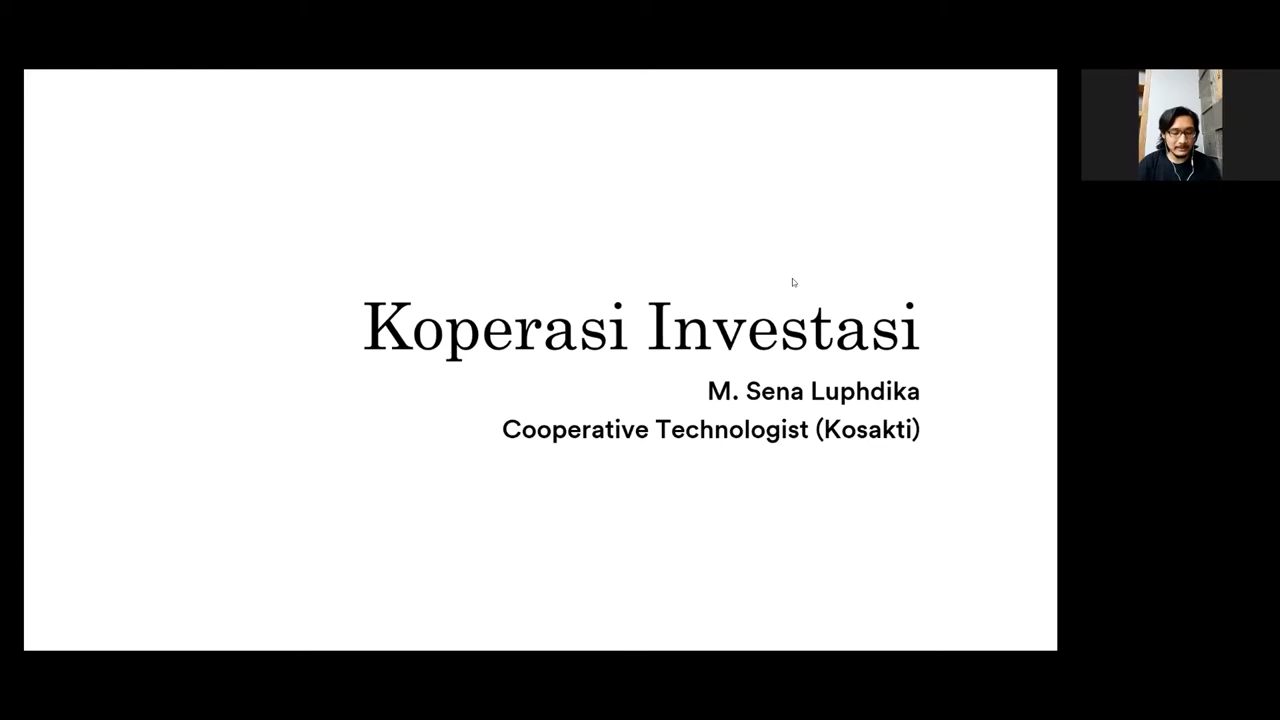 Koperasi Investasi
M. Sena Luphdika
Cooperative Technologist (Kosakti)